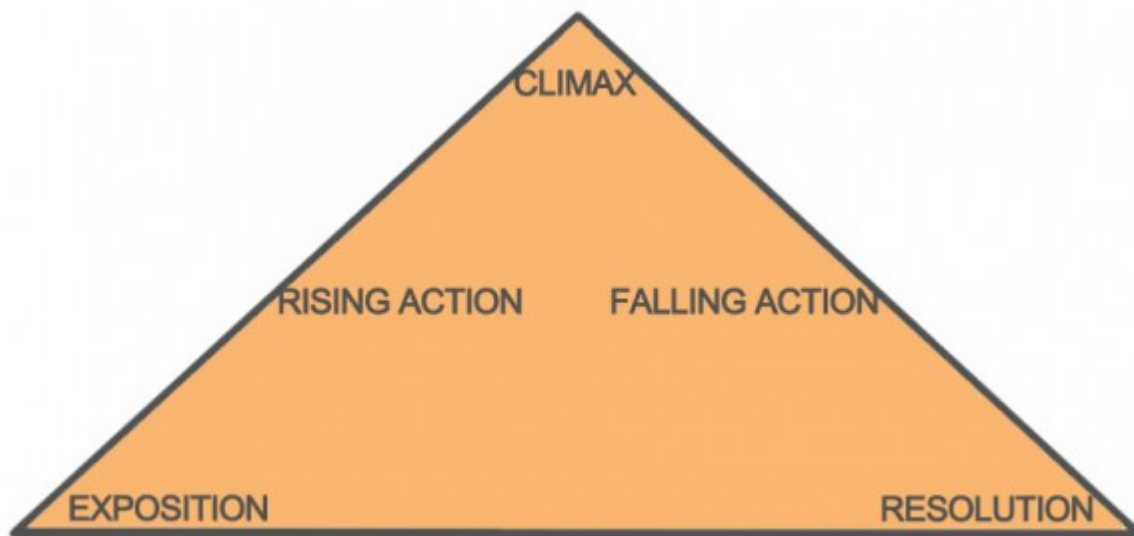 CLIMAX
RISING ACTION FALLING ACTION
EXPOSITION RESOLUTION